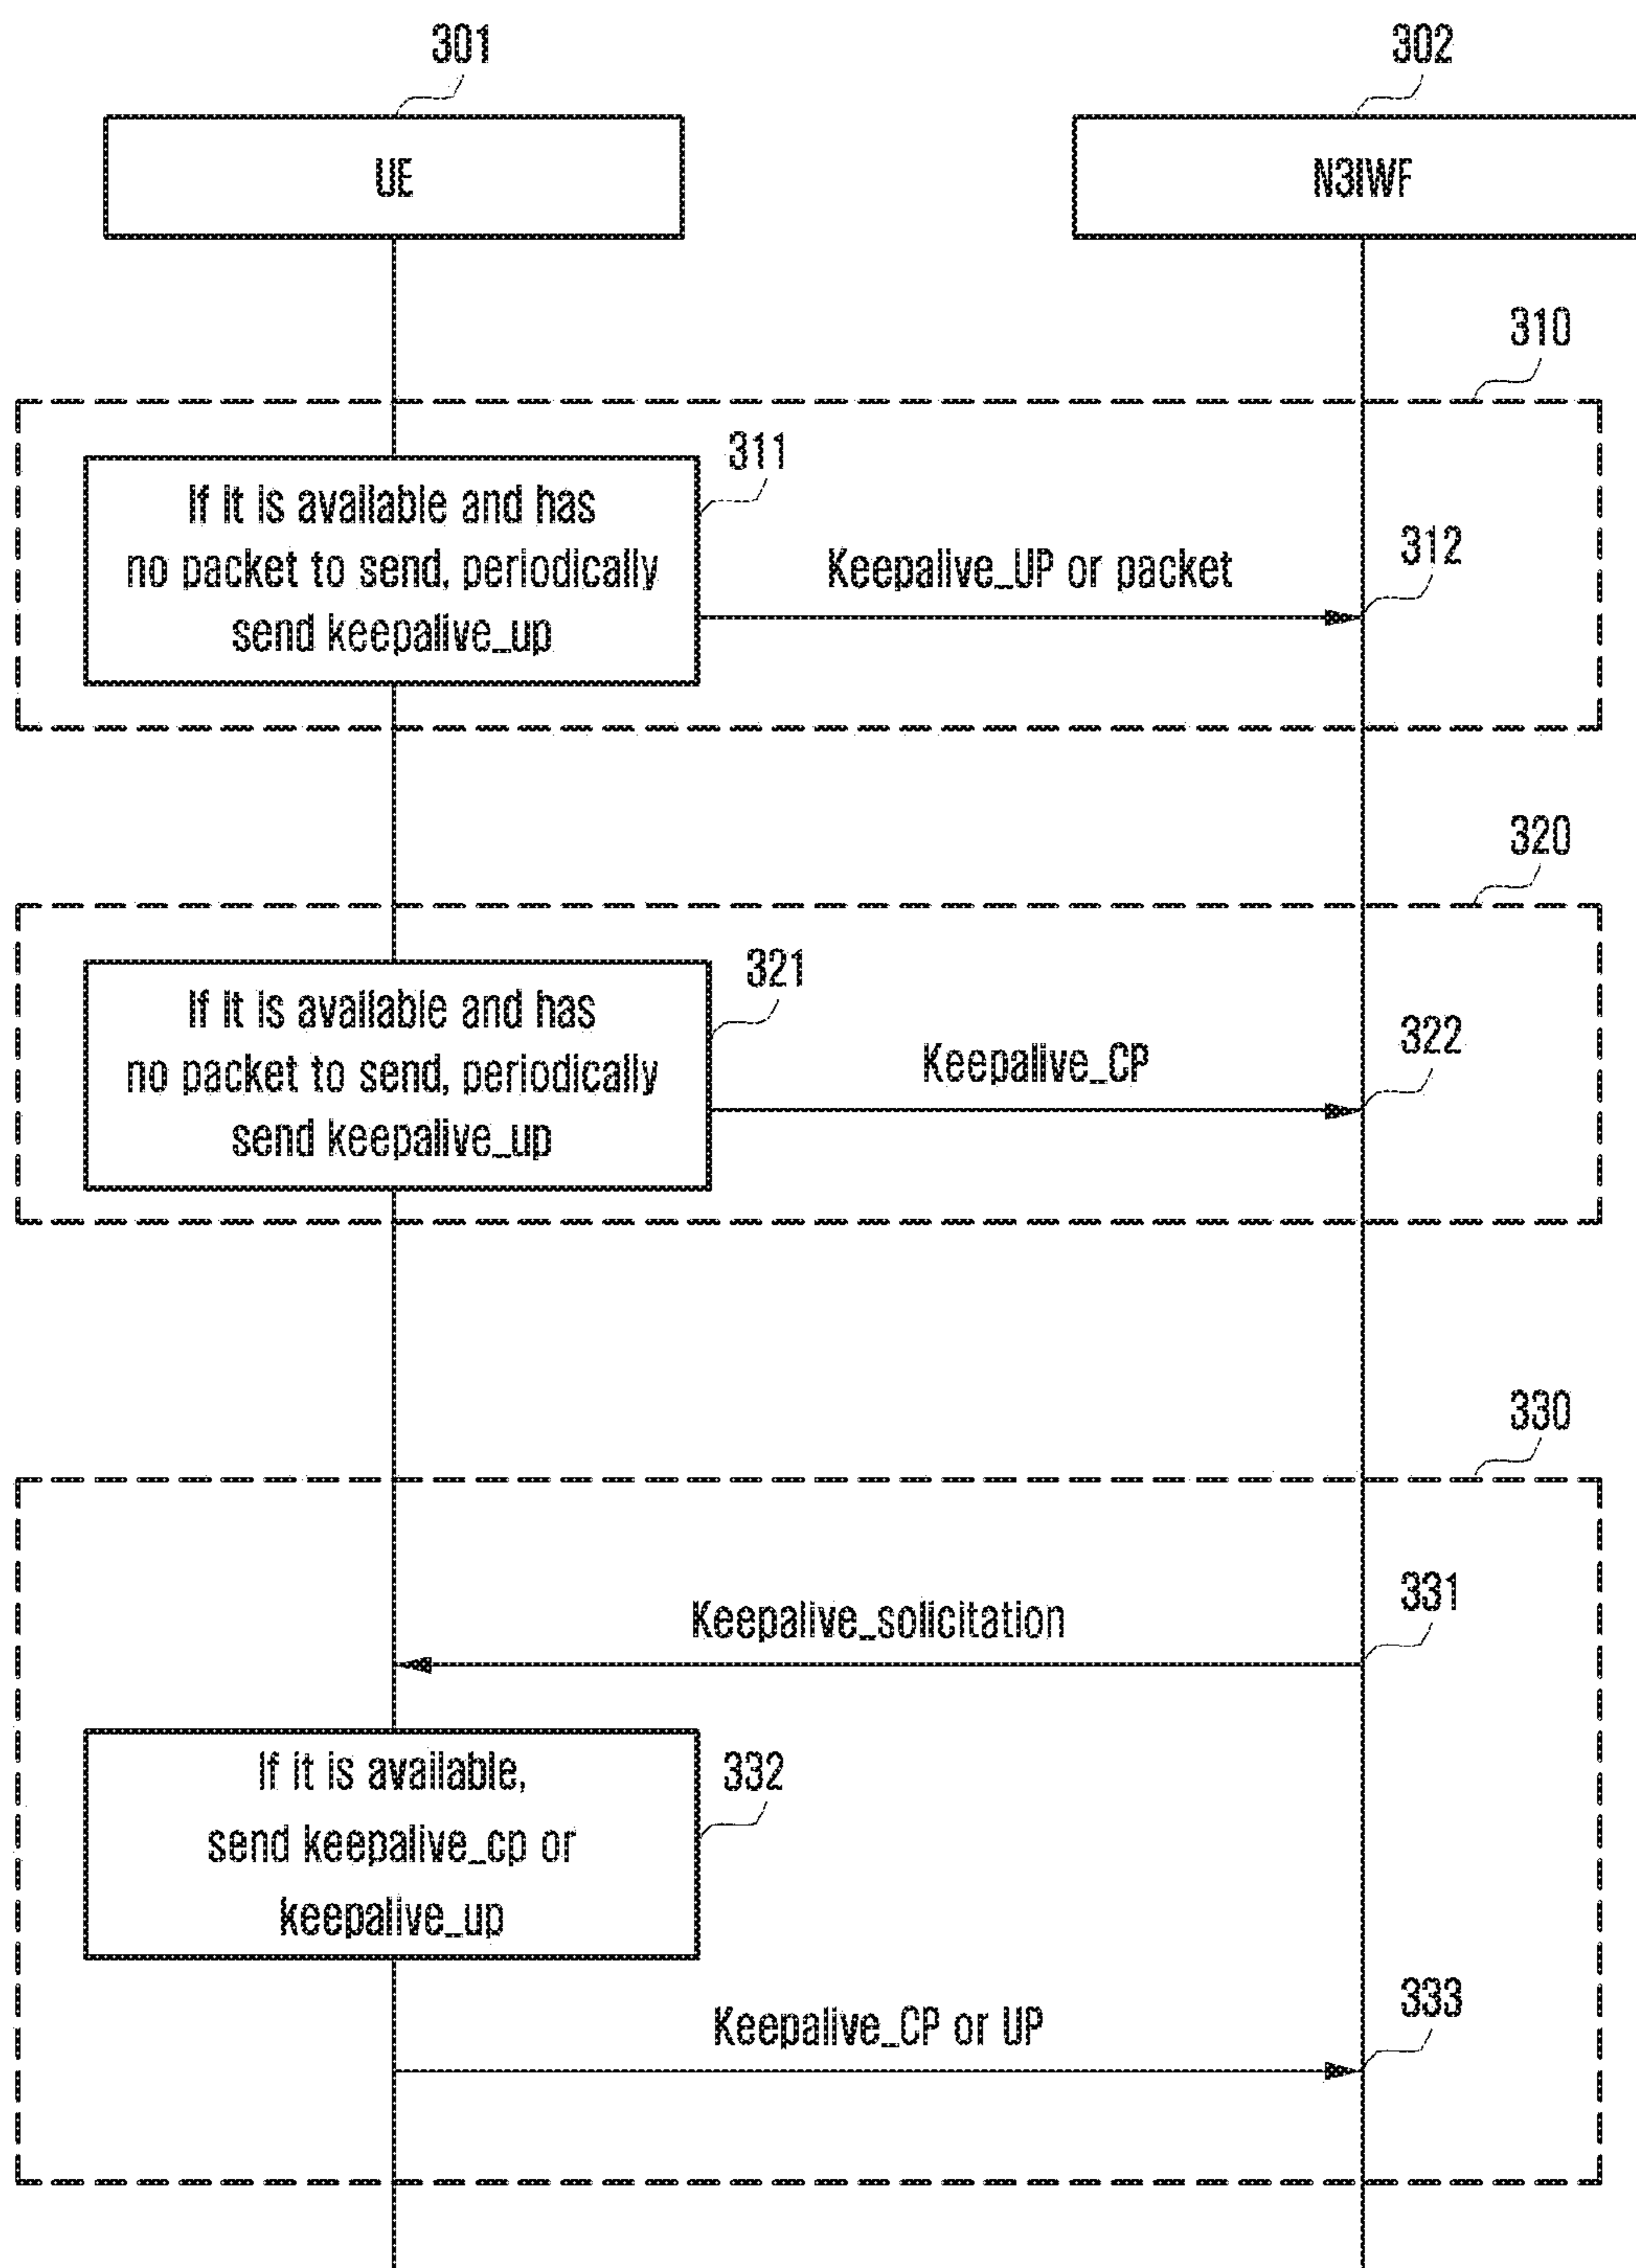 301
302
UE
N3IWF
310
311
If it is available and has
no packet to send, periodically
send keepalive_up
Keepalive_UP or packet
312
320
321
If it is available and has
no packet to send, periodically
send keepalive_up
Keepalive_CP
322
330
331
Keepalive_solicitation
If it is available,
send keepalive_cp or
keepalive_up
332
Keepalive_CP or UP
333